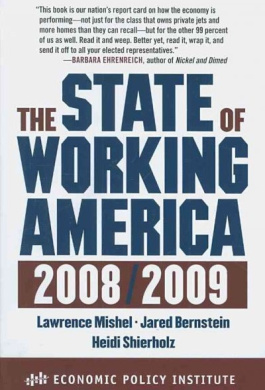 “This book is our nation's report card on how the economy is
performing—not just for the class that owns private jets and
more homes than they can recall—but for the other 99 percent
of us as well. Read it and weep. Better yet, read it, wrap it, and
send it off to all your elected representatives.”
—BARBARA EHRENREICH, author of Nickel and Dimed
THE STATE OF
WORKING
AMERICA
2008/2009
Lawrence Mishel · Jared Bernstein
Heidi Shierholz
ECONOMIC POLICY INSTITUTE